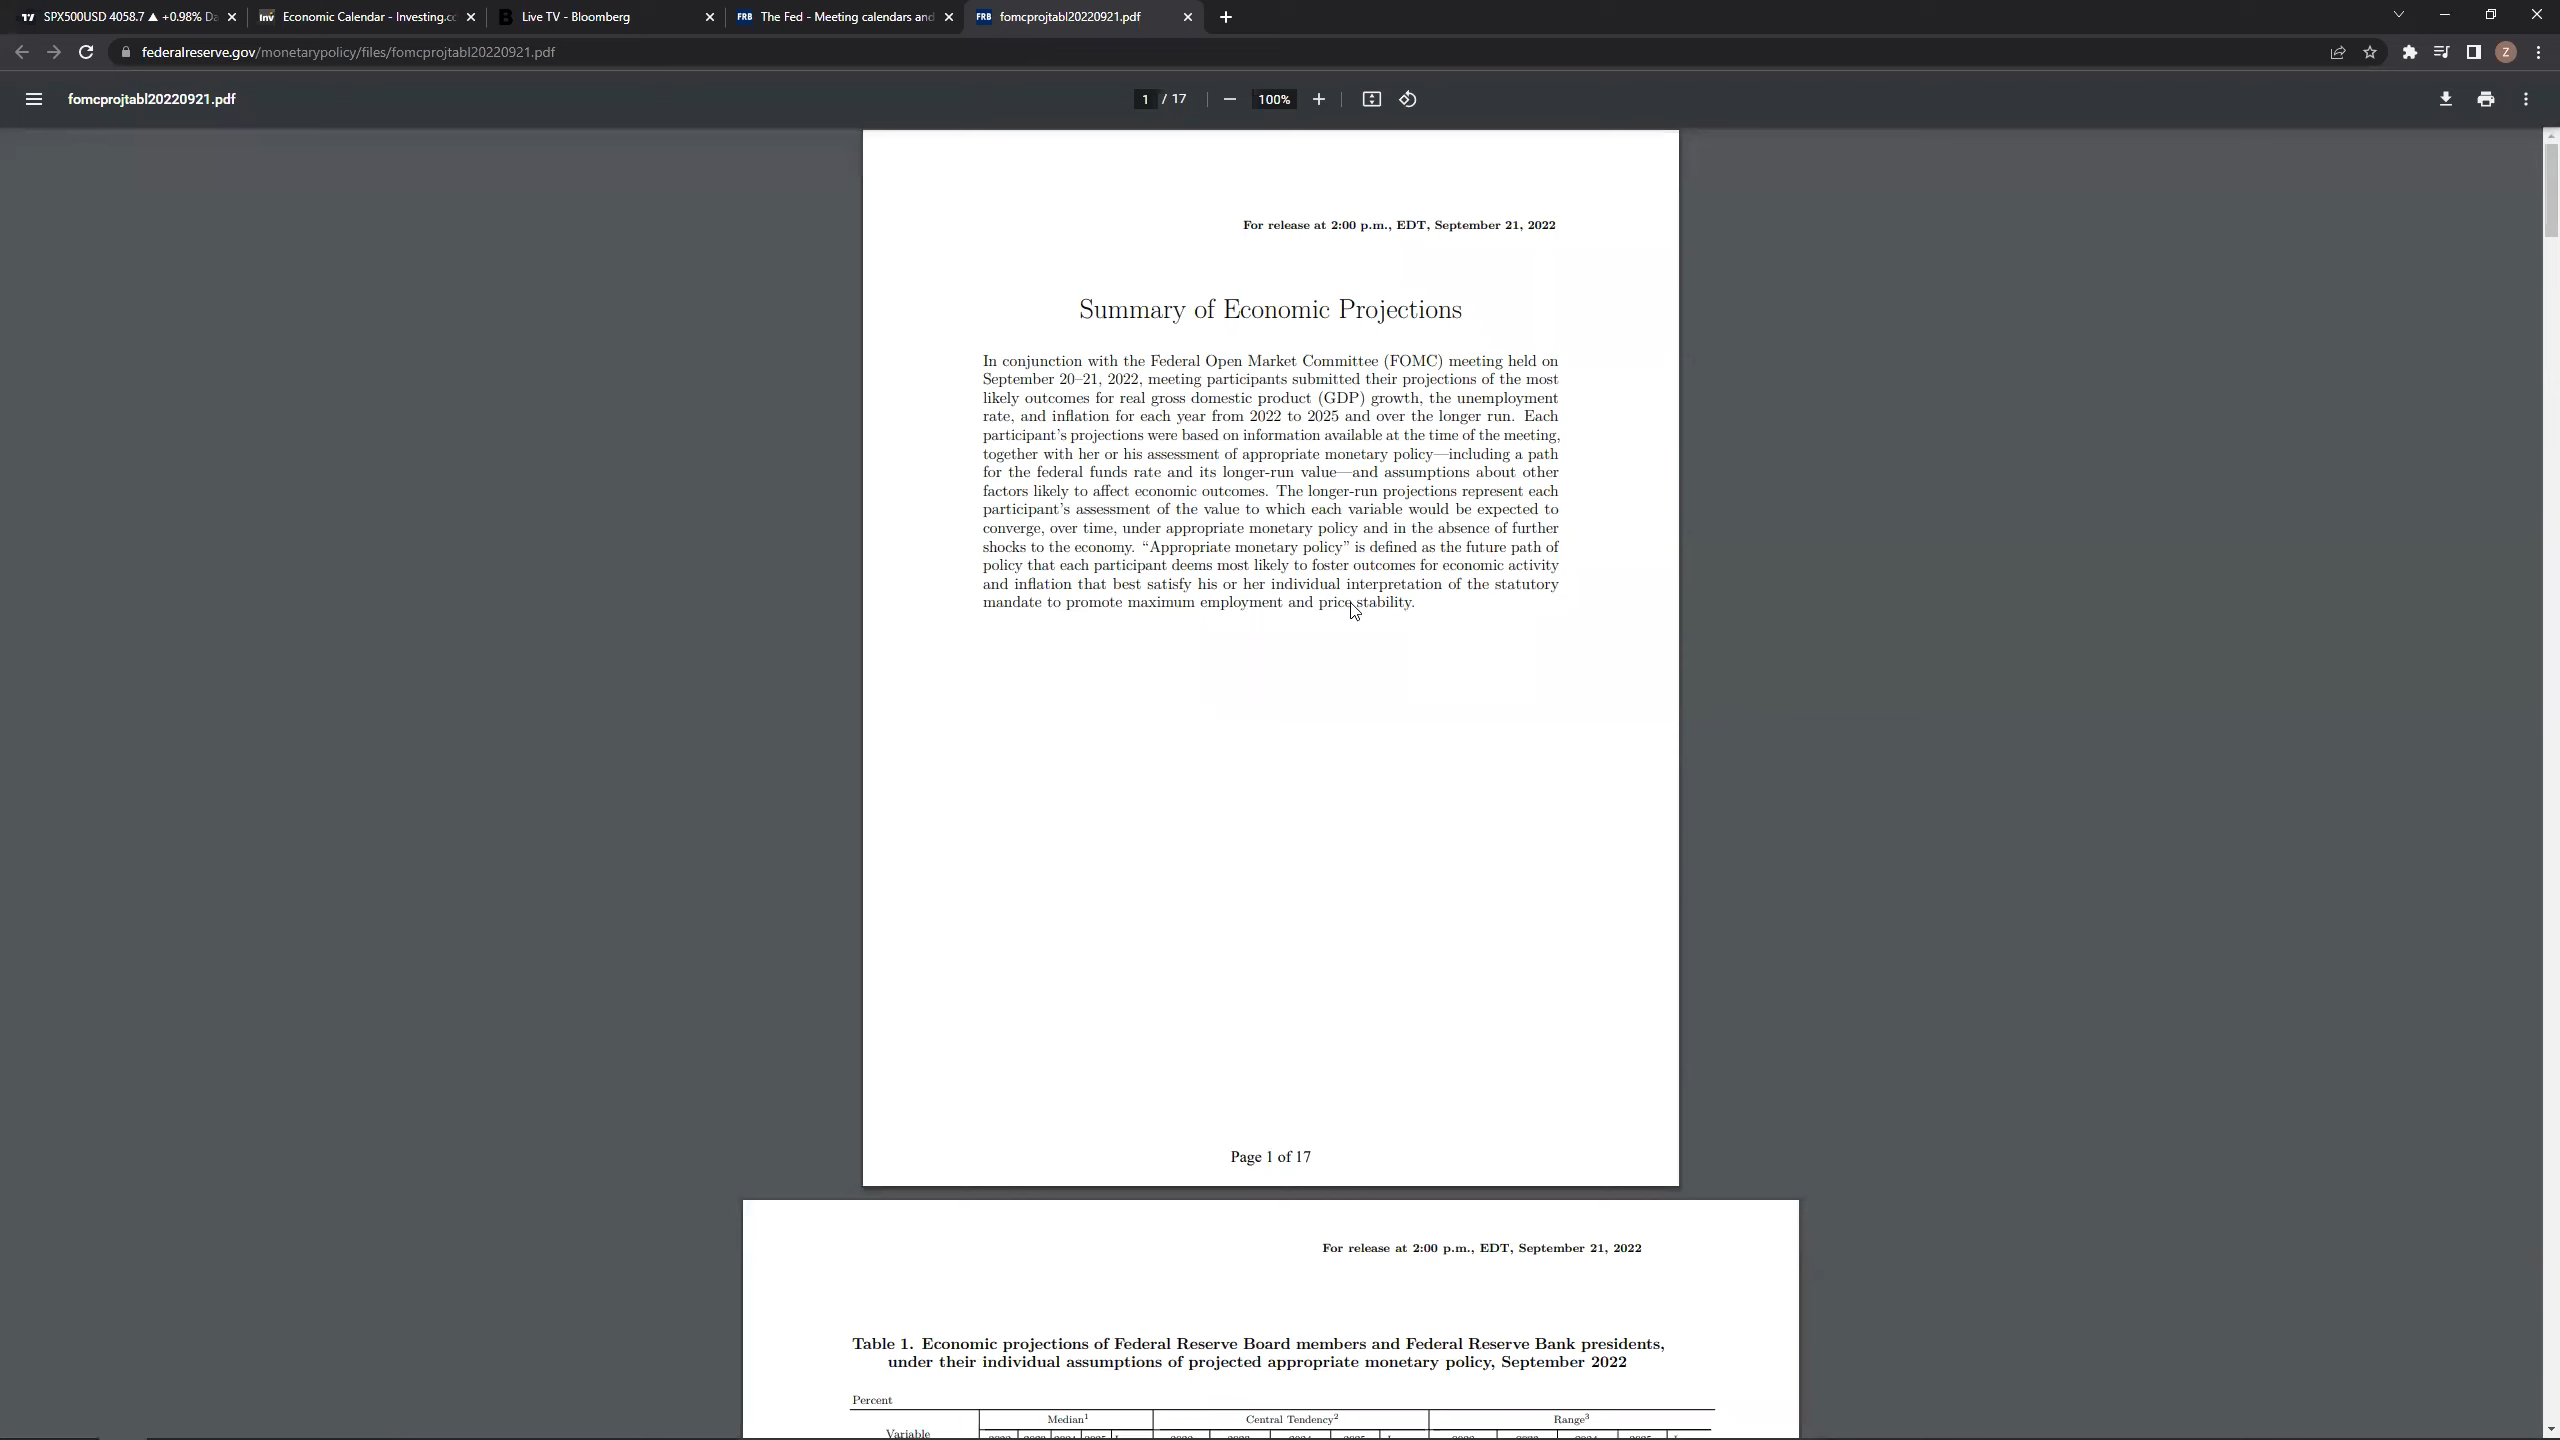 SPX500USD 4058.7 ▲ +0.98% Da
Economic Calendar - Investing.co
Live TV - Bloomberg
The Fed - Meeting calendars and
fomcprojtabl20220921.pdf
federalreserve.gov/monetarypolicy/files/fomcprojtabl20220921.pdf
Z
fomcprojtabl20220921.pdf
1 / 17
100%
For release at 2:00 p.m., EDT, September 21, 2022
Summary of Economic Projections
In conjunction with the Federal Open Market Committee (FOMC) meeting held on
September 20–21, 2022, meeting participants submitted their projections of the most
likely outcomes for real gross domestic product (GDP) growth, the unemployment
rate, and inflation for each year from 2022 to 2025 and over the longer run. Each
participant's projections were based on information available at the time of the meeting,
together with her or his assessment of appropriate monetary policy—including a path
for the federal funds rate and its longer-run value—and assumptions about other
factors likely to affect economic outcomes. The longer-run projections represent each
participant's assessment of the value to which each variable would be expected to
converge, over time, under appropriate monetary policy and in the absence of further
shocks to the economy. “Appropriate monetary policy” is defined as the future path of
policy that each participant deems most likely to foster outcomes for economic activity
and inflation that best satisfy his or her individual interpretation of the statutory
mandate to promote maximum employment and price stability.
Page 1 of 17
For release at 2:00 p.m., EDT, September 21, 2022
Table 1. Economic projections of Federal Reserve Board members and Federal Reserve Bank presidents,
under their individual assumptions of projected appropriate monetary policy, September 2022
Percent
Median1
Central Tendency2
Range3
Variable